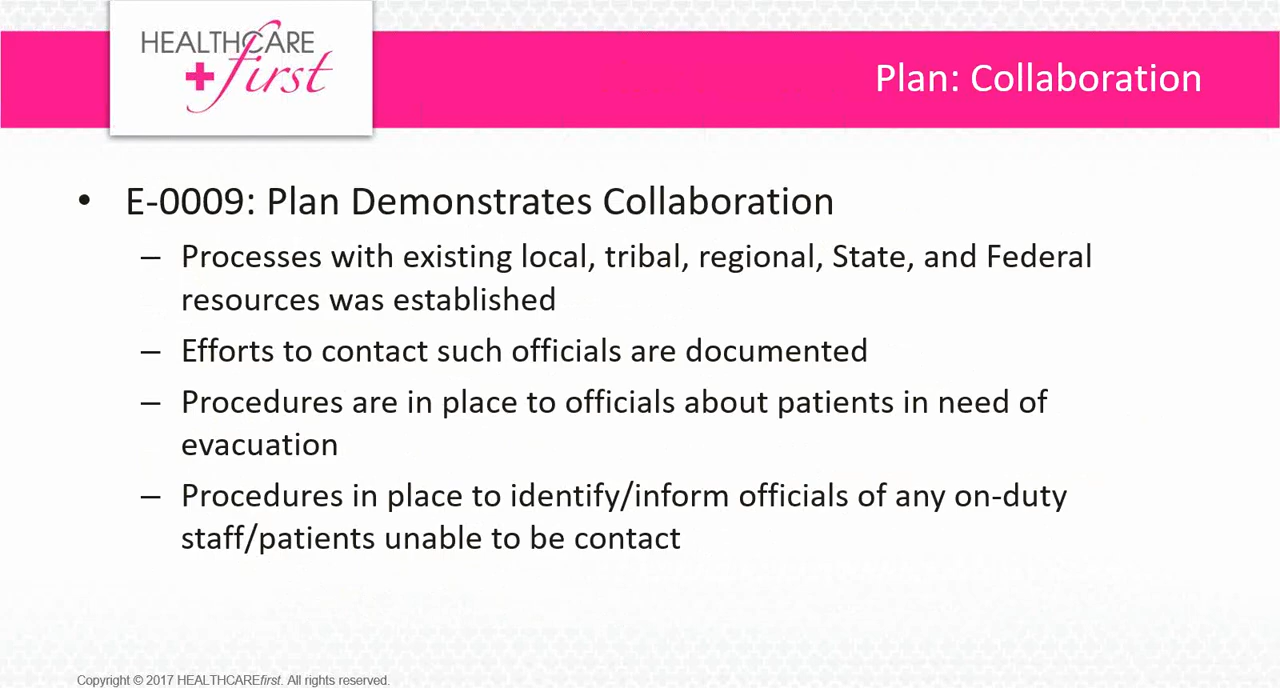 HEALTHCARE
first
Plan: Collaboration
• E-0009: Plan Demonstrates Collaboration
– Processes with existing local, tribal, regional, State, and Federal
resources was established
– Efforts to contact such officials are documented
– Procedures are in place to officials about patients in need of
evacuation
– Procedures in place to identify/inform officials of any on-duty
staff/patients unable to be contact
Copyright © 2017 HEALTHCAREfirst. All rights reserved.